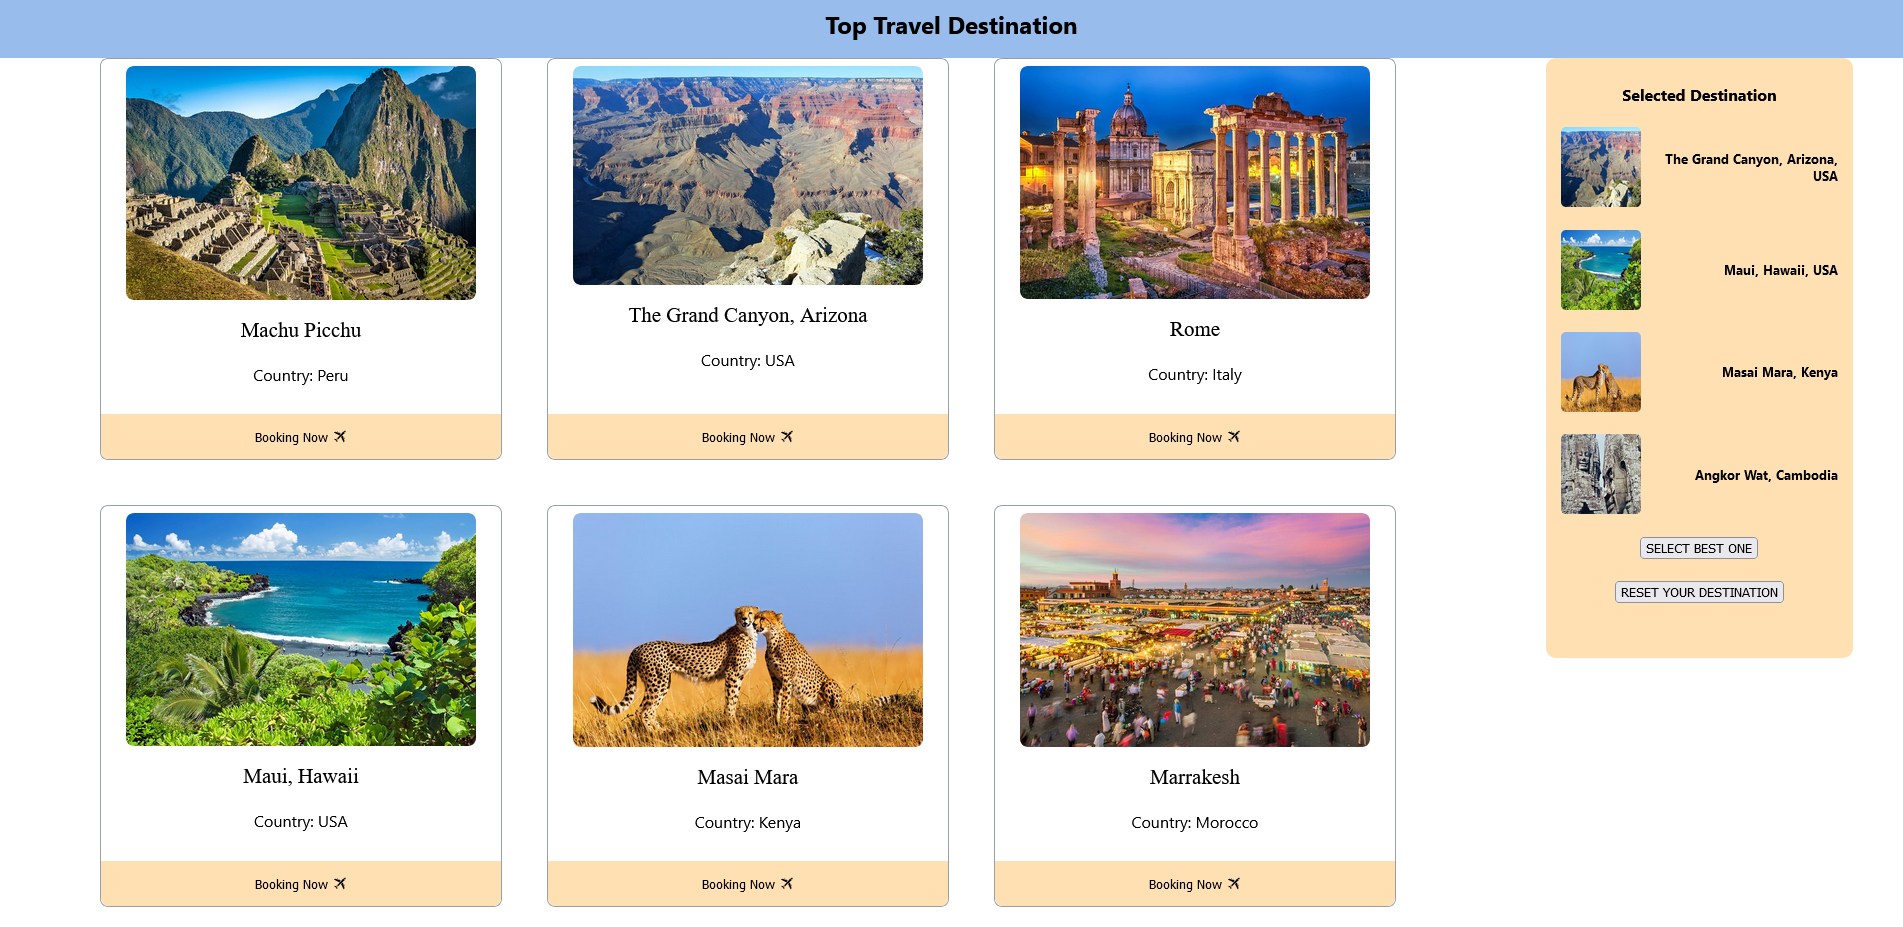 Top Travel Destination
Machu Picchu
Country: Peru
Booking Now
The Grand Canyon, Arizona
Country: USA
Booking Now
Rome
Country: Italy
Booking Now
Maui, Hawaii
Country: USA
Booking Now
Masai Mara
Country: Kenya
Booking Now
Marrakesh
Country: Morocco
Booking Now
Selected Destination
The Grand Canyon, Arizona,
USA
Maui, Hawaii, USA
Masai Mara, Kenya
Angkor Wat, Cambodia
SELECT BEST ONE
RESET YOUR DESTINATION